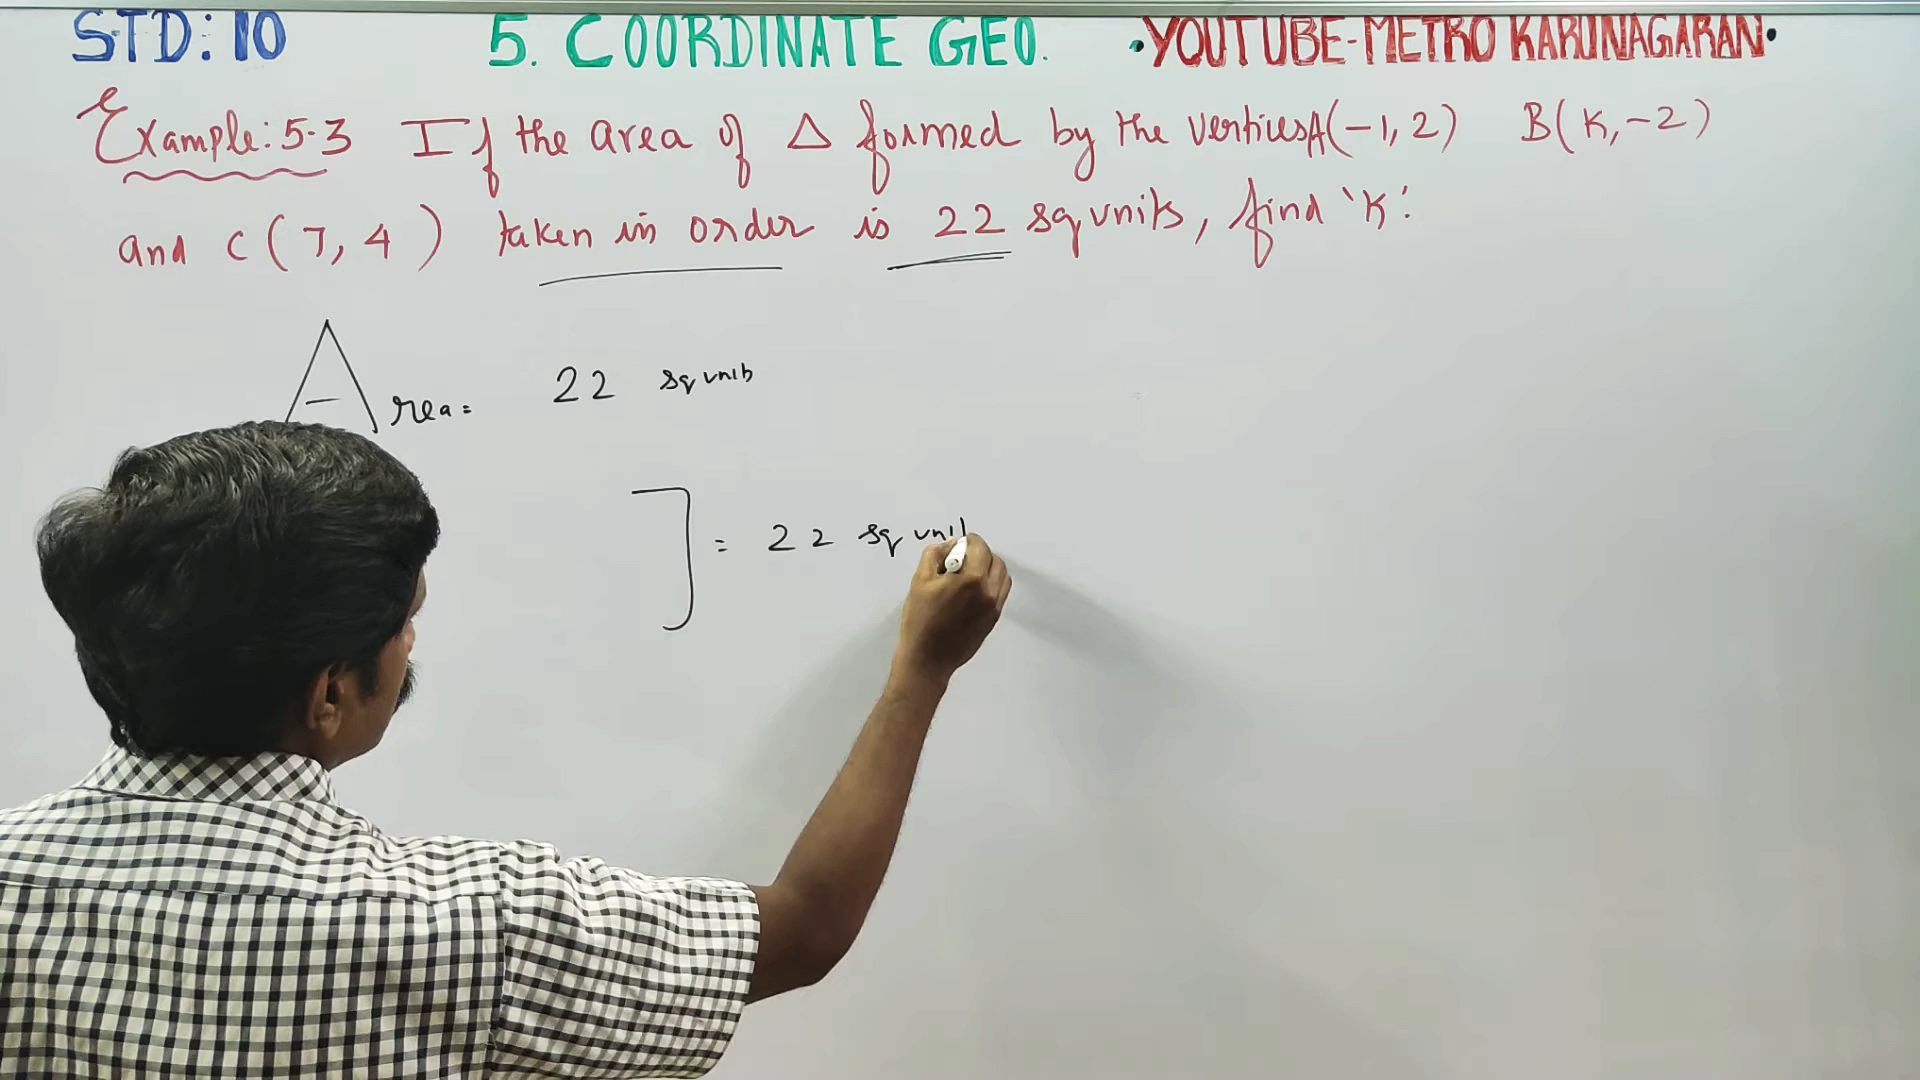 STD: 10 5. COORDINATE GEO. •YOUTUBE-METRO KARUNAGARAN•
Example: 5.3 If the area of Δ formed by the vertices A(-1, 2) B(K, -2)
and C(7, 4) taken in order is 22 sq units, find 'K'.
Area = 22 sq units
] = 22 sq unit